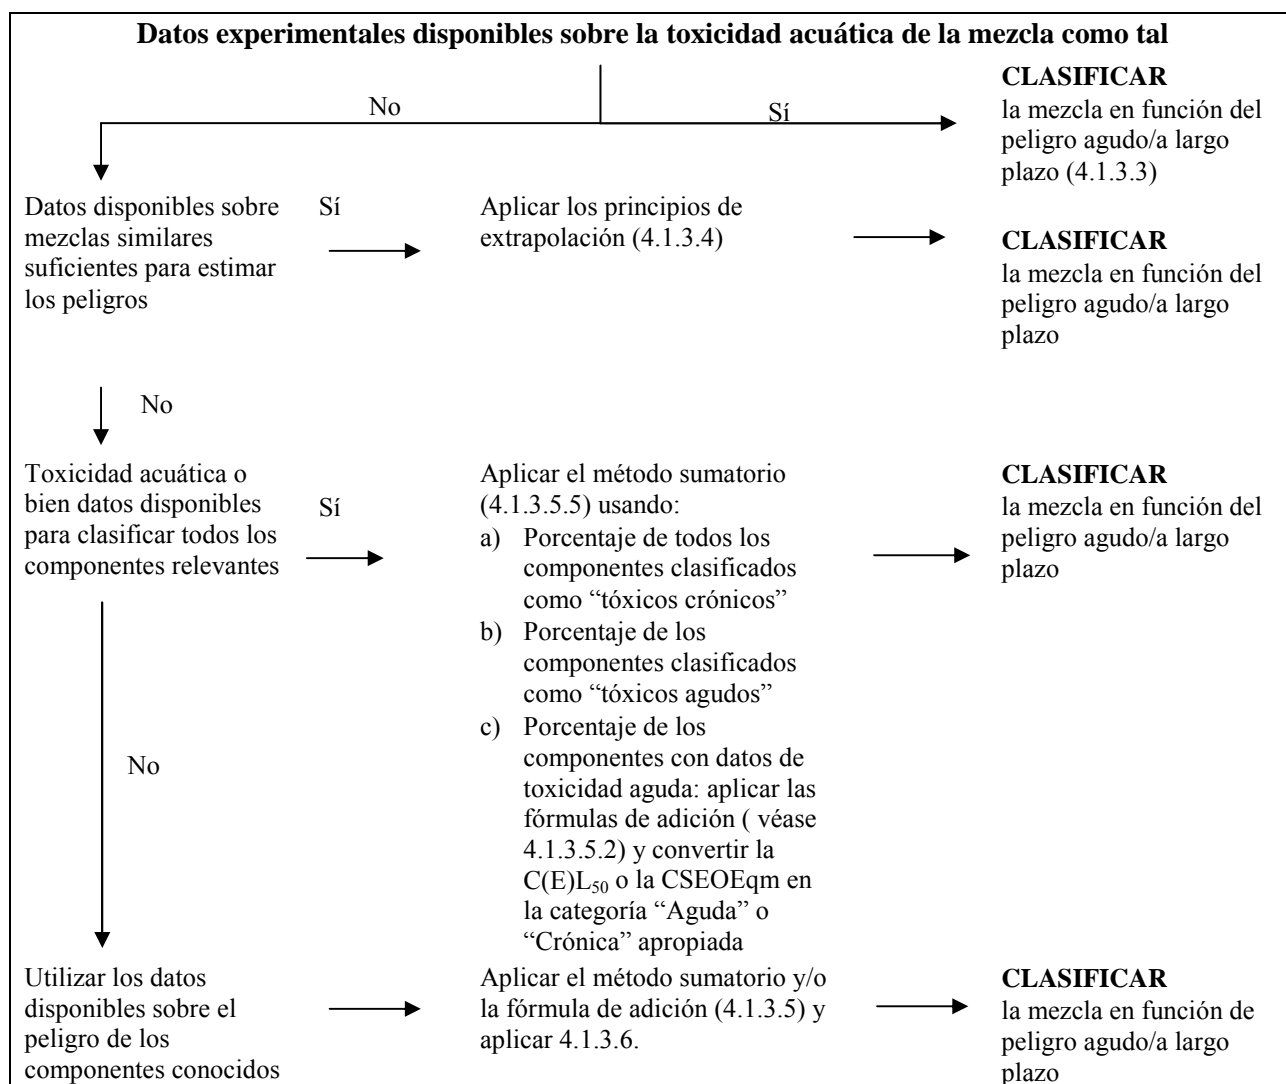 Datos experimentales disponibles sobre la toxicidad acuática de la mezcla como tal
No
Sí
CLASIFICAR
la mezcla en función del
peligro agudo/a largo
plazo (4.1.3.3)
Datos disponibles sobre
mezclas similares
suficientes para estimar
los peligros
Sí
Aplicar los principios de
extrapolación (4.1.3.4)
CLASIFICAR
la mezcla en función del
peligro agudo/a largo
plazo
No
Toxicidad acuática o
bien datos disponibles
para clasificar todos los
componentes relevantes
Sí
Aplicar el método sumatorio
(4.1.3.5.5) usando:
a) Porcentaje de todos los
componentes clasificados
como “tóxicos crónicos”
b) Porcentaje de los
componentes clasificados
como “tóxicos agudos”
c) Porcentaje de los
componentes con datos de
toxicidad aguda: aplicar las
fórmulas de adición ( véase
4.1.3.5.2) y convertir la
C(E)L₅₀ o la CSEOEqm en
la categoría “Aguda” o
“Crónica” apropiada
CLASIFICAR
la mezcla en función del
peligro agudo/a largo
plazo
No
Utilizar los datos
disponibles sobre el
peligro de los
componentes conocidos
Aplicar el método sumatorio y/o
la fórmula de adición (4.1.3.5) y
aplicar 4.1.3.6.
CLASIFICAR
la mezcla en función de
peligro agudo/a largo
plazo